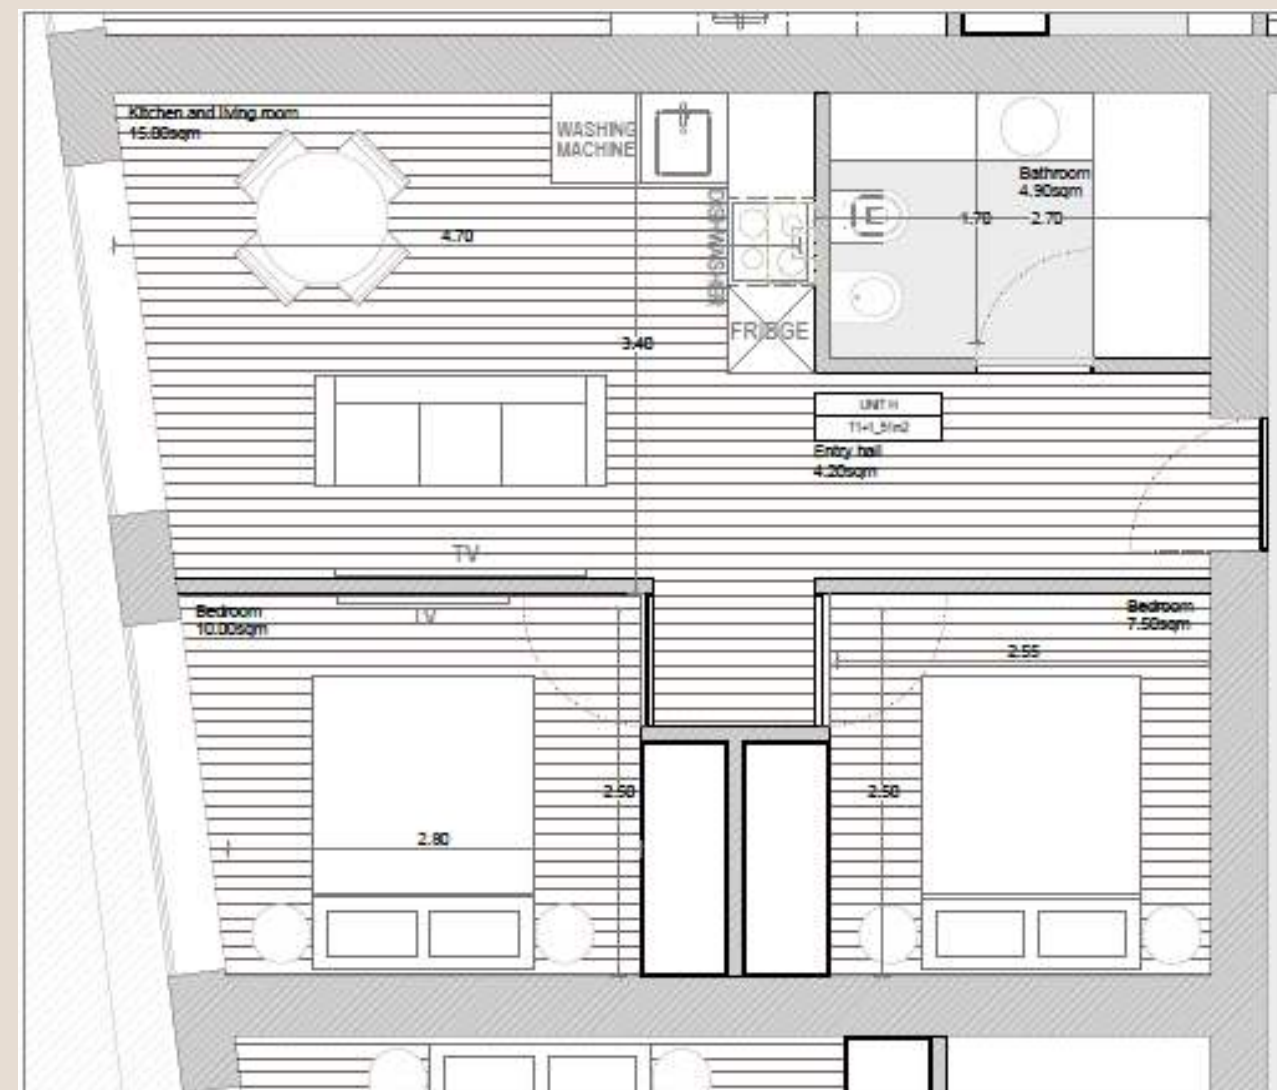 Kitchen and living room
15.80sqm
WASHING
MACHINE
DISHWASHER
FRIDGE
Bathroom
4.90sqm
1.70
2.70
4.70
3.40
UNIT H
T1+1_51m2
Entry hall
4.20sqm
TV
TV
Bedroom
10.00sqm
Bedroom
7.50sqm
2.55
2.50
2.50
2.80